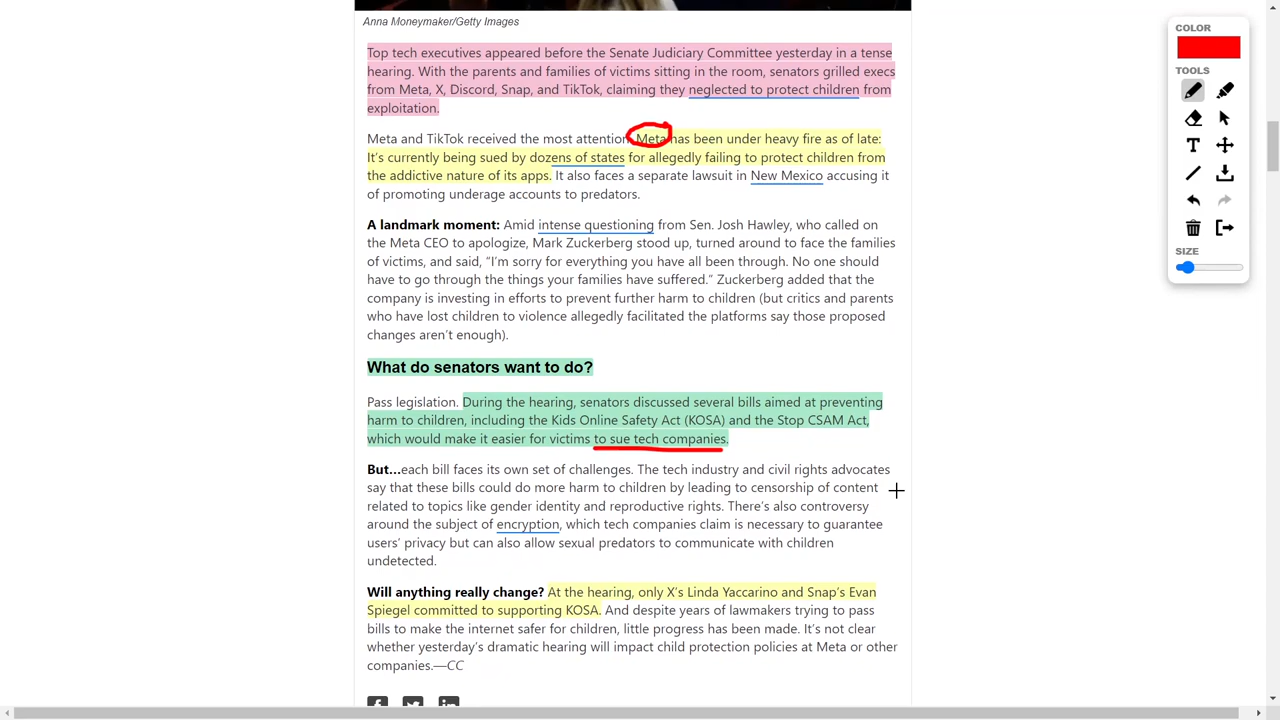 Anna Moneymaker/Getty Images
Top tech executives appeared before the Senate Judiciary Committee yesterday in a tense
hearing. With the parents and families of victims sitting in the room, senators grilled execs
from Meta, X, Discord, Snap, and TikTok, claiming they neglected to protect children from
exploitation.
Meta and TikTok received the most attention. Meta has been under heavy fire as of late:
It's currently being sued by dozens of states for allegedly failing to protect children from
the addictive nature of its apps. It also faces a separate lawsuit in New Mexico accusing it
of promoting underage accounts to predators.
A landmark moment: Amid intense questioning from Sen. Josh Hawley, who called on
the Meta CEO to apologize, Mark Zuckerberg stood up, turned around to face the families
of victims, and said, “I'm sorry for everything you have all been through. No one should
have to go through the things your families have suffered.” Zuckerberg added that the
company is investing in efforts to prevent further harm to children (but critics and parents
who have lost children to violence allegedly facilitated the platforms say those proposed
changes aren't enough).
What do senators want to do?
Pass legislation. During the hearing, senators discussed several bills aimed at preventing
harm to children, including the Kids Online Safety Act (KOSA) and the Stop CSAM Act,
which would make it easier for victims to sue tech companies.
But...each bill faces its own set of challenges. The tech industry and civil rights advocates
say that these bills could do more harm to children by leading to censorship of content
related to topics like gender identity and reproductive rights. There's also controversy
around the subject of encryption, which tech companies claim is necessary to guarantee
users' privacy but can also allow sexual predators to communicate with children
undetected.
Will anything really change? At the hearing, only X's Linda Yaccarino and Snap's Evan
Spiegel committed to supporting KOSA. And despite years of lawmakers trying to pass
bills to make the internet safer for children, little progress has been made. It's not clear
whether yesterday's dramatic hearing will impact child protection policies at Meta or other
companies.—CC
COLOR
TOOLS
T
SIZE